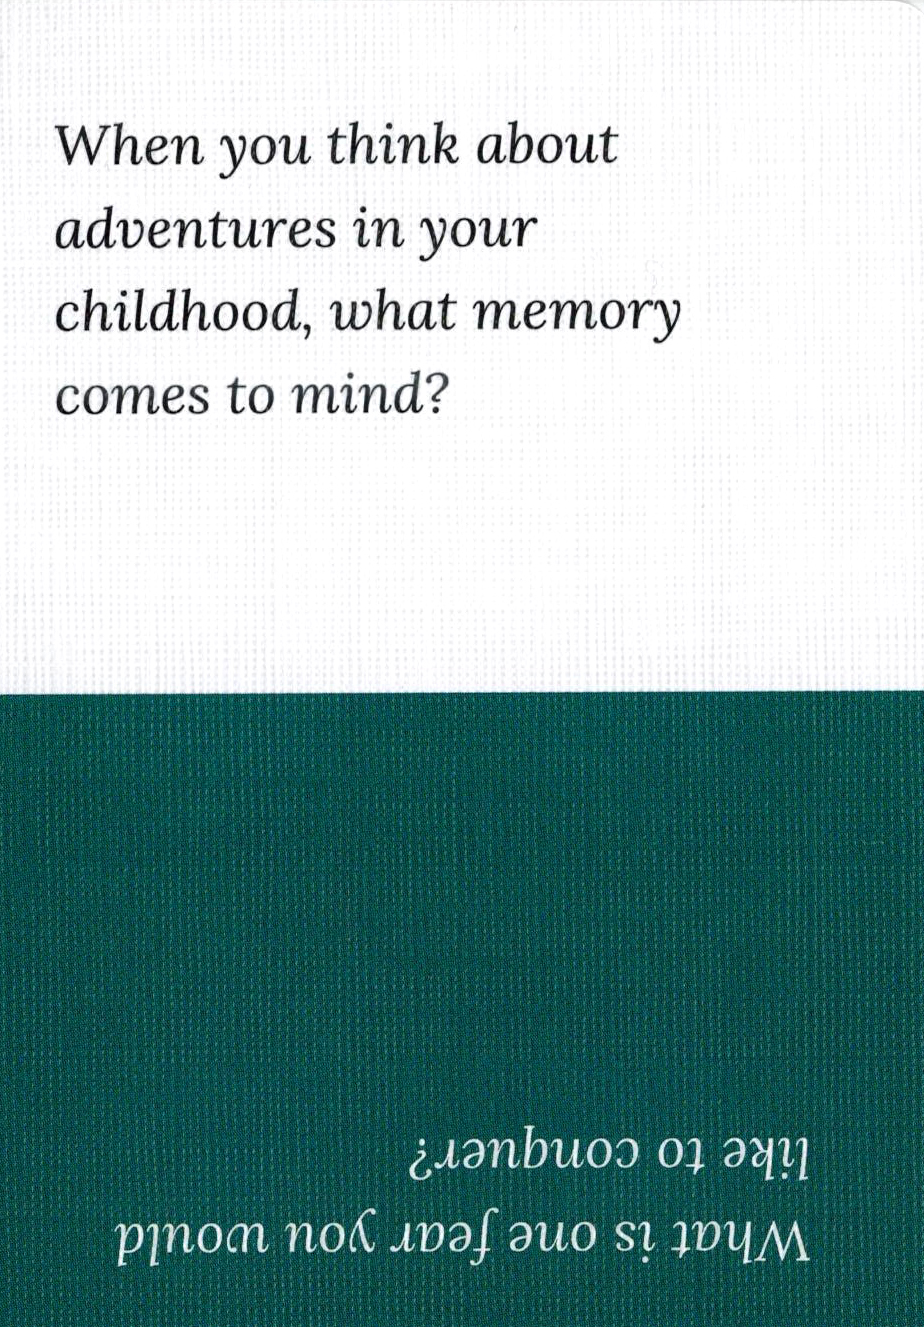 When you think about
adventures in your
childhood, what memory
comes to mind?
What is one fear you would
like to conquer?